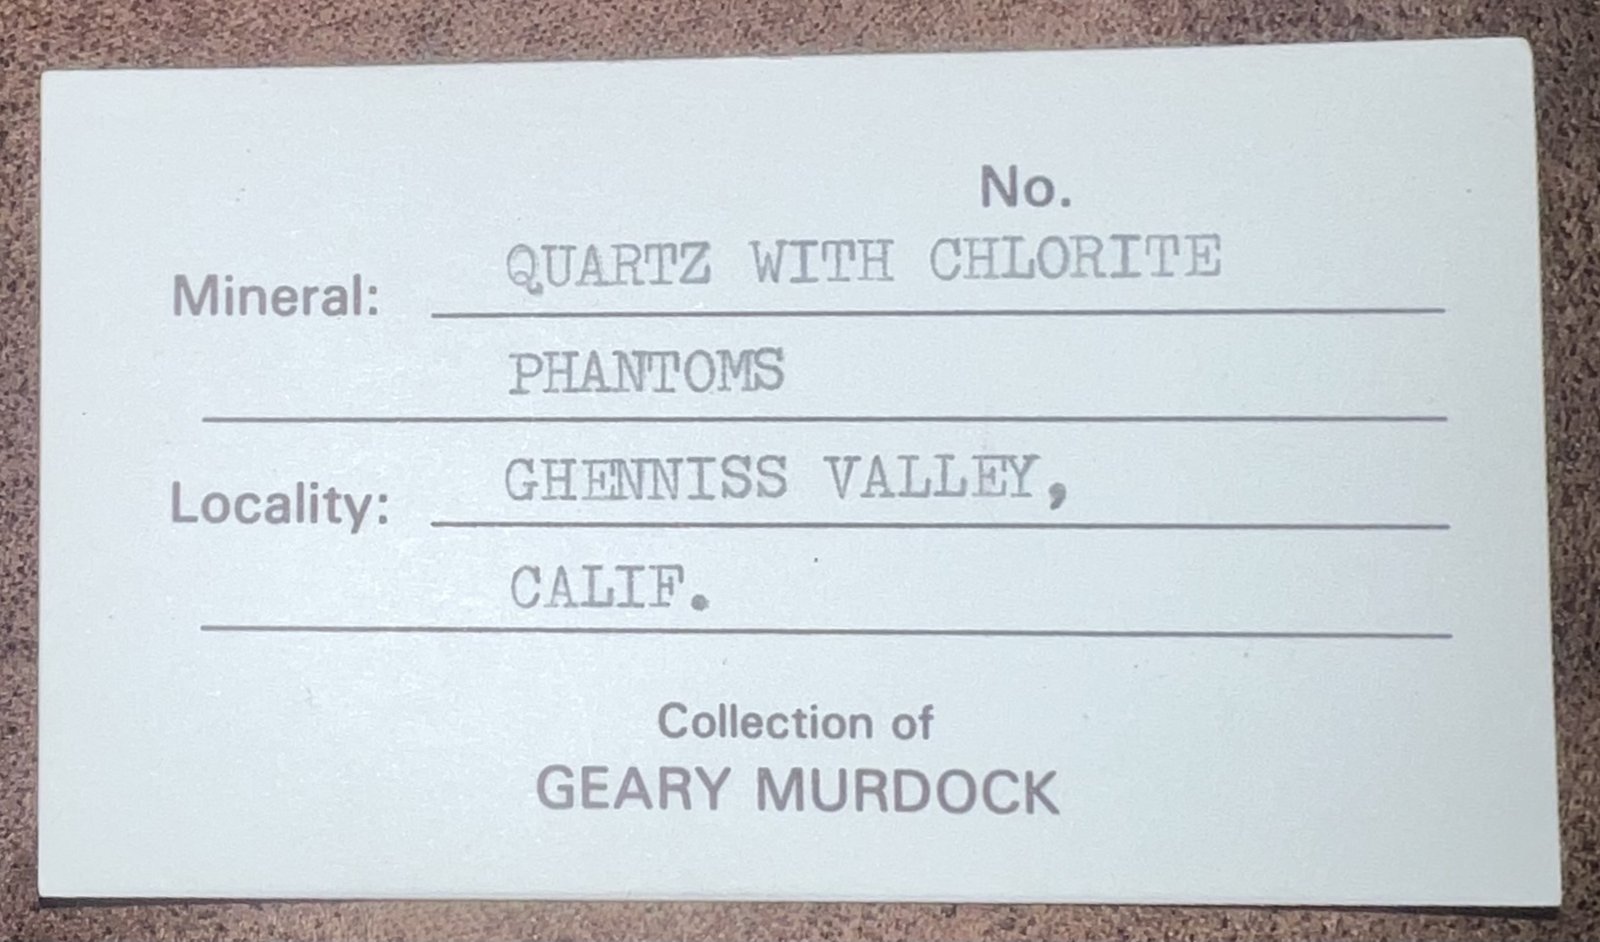 No.
Mineral: QUARTZ WITH CHLORITE
PHANTOMS
Locality: GHENNISS VALLEY,
CALIF.
Collection of
GEARY MURDOCK